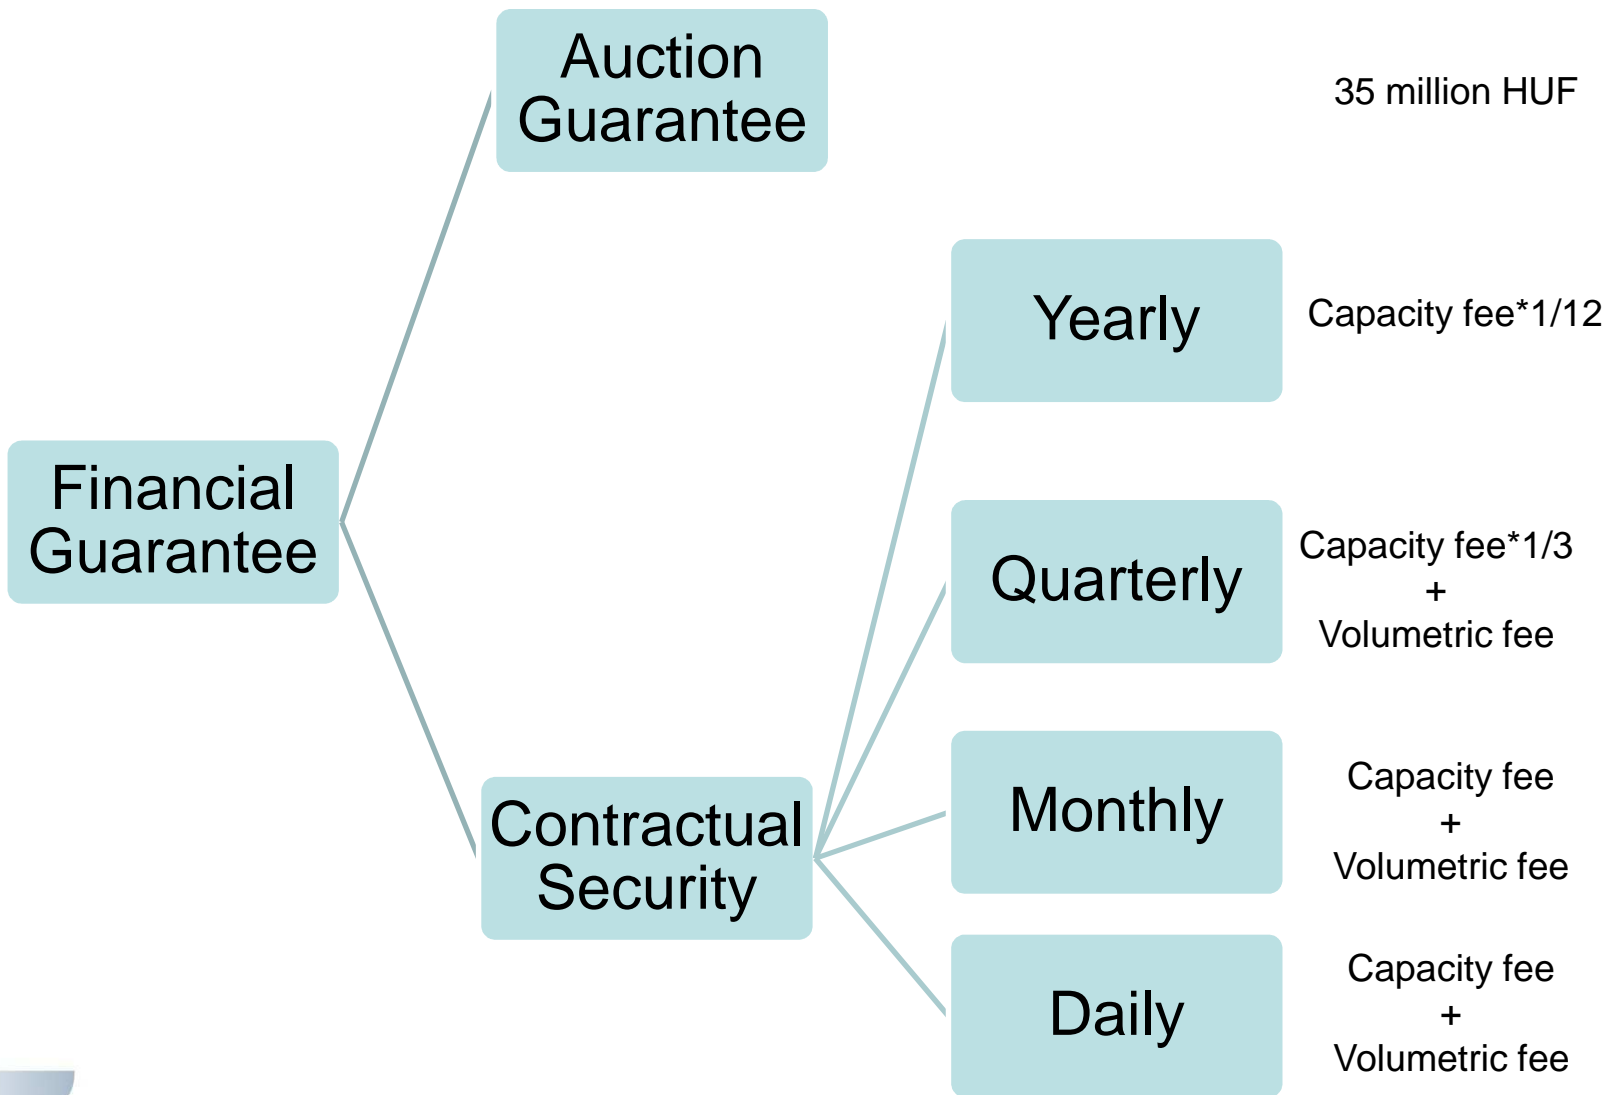 Auction
Guarantee
35 million HUF
Yearly
Capacity fee*1/12
Financial
Guarantee
Quarterly
Capacity fee*1/3
+
Volumetric fee
Contractual
Security
Monthly
Capacity fee
+
Volumetric fee
Daily
Capacity fee
+
Volumetric fee